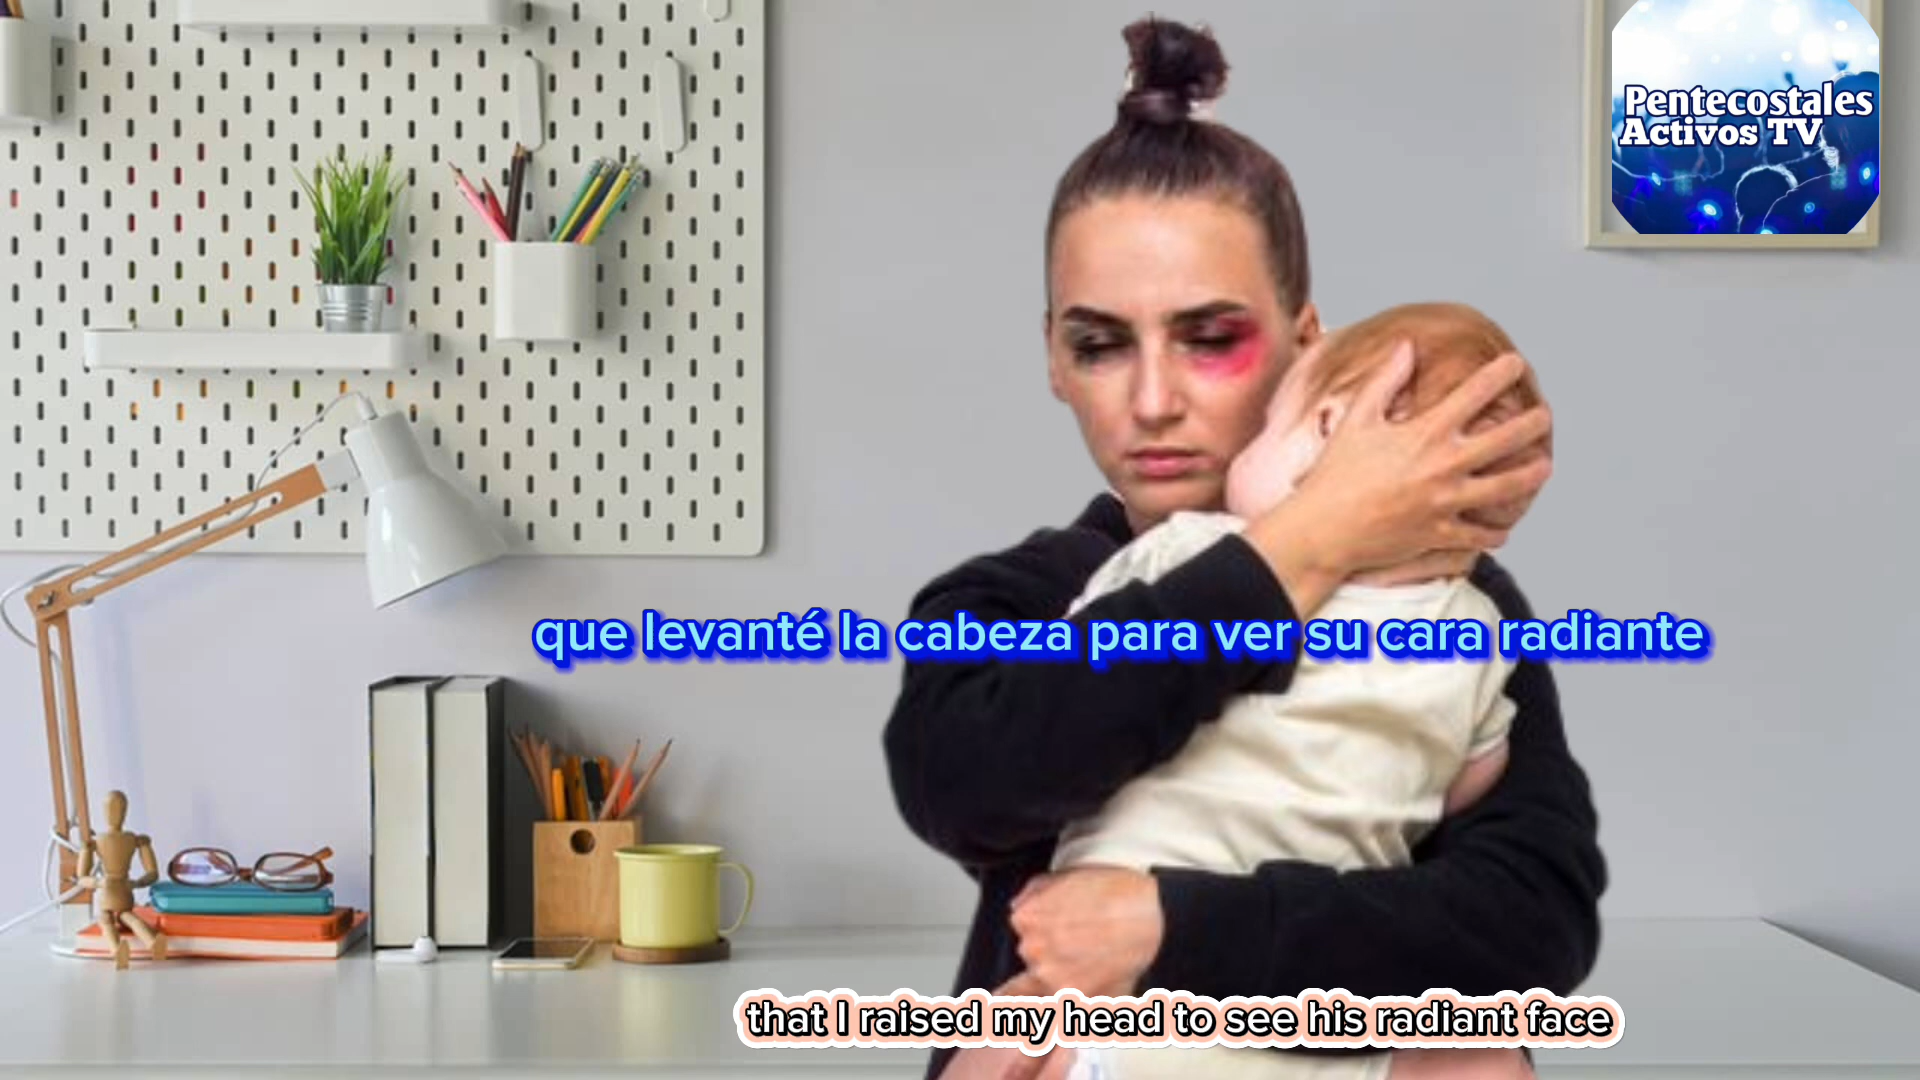 Pentecostales
Activos TV
que levanté la cabeza para ver su cara radiante
that I raised my head to see his radiant face